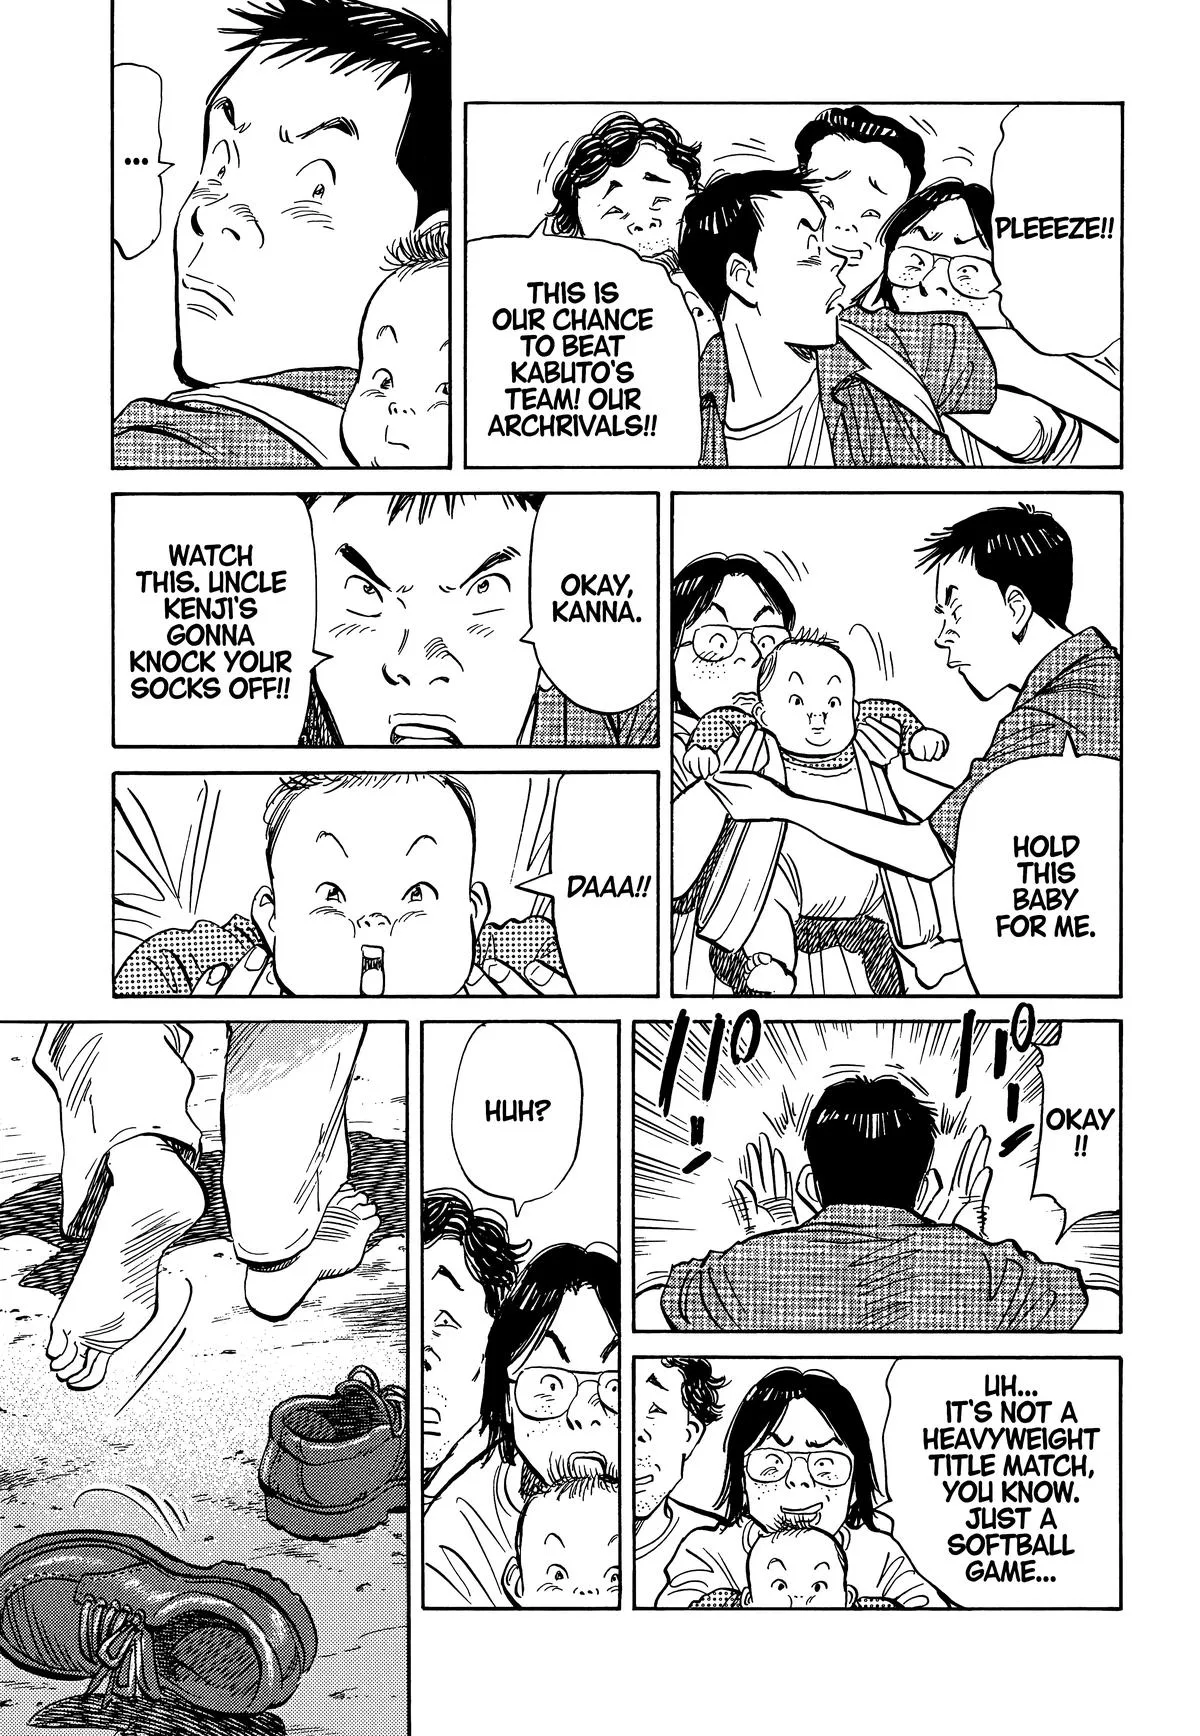 PLEEEZE!!
THIS IS
OUR CHANCE
TO BEAT
KABUTO'S
TEAM! OUR
ARCHRIVALS!!
...
HOLD
THIS
BABY
FOR ME.
OKAY,
KANNA.
WATCH
THIS. UNCLE
KENJI'S
GONNA
KNOCK YOUR
SOCKS OFF!!
DAAA!!
OKAY
!!
UH...
IT'S NOT A
HEAVYWEIGHT
TITLE MATCH,
YOU KNOW.
JUST A
SOFTBALL
GAME...
HUH?